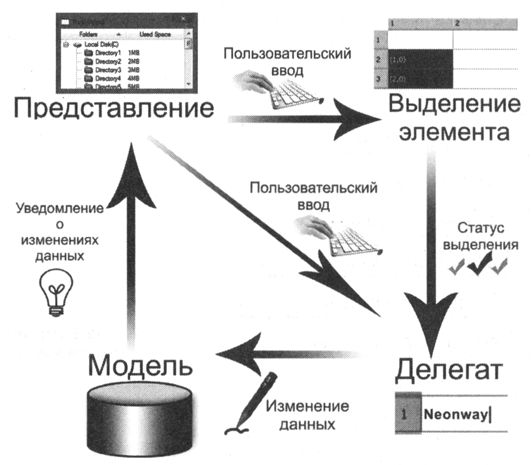 Folders Used Space
Local Disk(C)
Directory1 1MB
Directory2 2MB
Directory3 3MB
Directory4 4MB
Directory5 5MB
1 2
1
2 (1,0)
3 (2,0)
Пользовательский
ввод
Представление
Выделение
элемента
Пользовательский
ввод
Уведомление
о
изменениях
данных
Статус
выделения
Модель
Делегат
Изменение
данных
1 Neonway